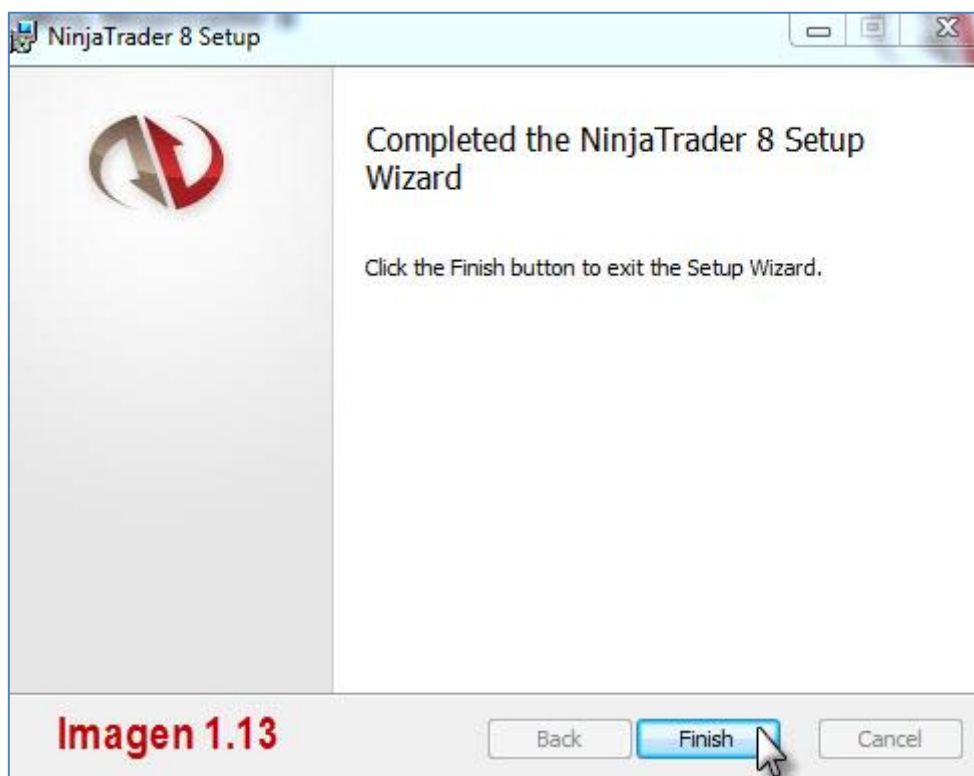 NinjaTrader 8 Setup
Completed the NinjaTrader 8 Setup
Wizard
Click the Finish button to exit the Setup Wizard.
Imagen 1.13
Back
Finish
Cancel